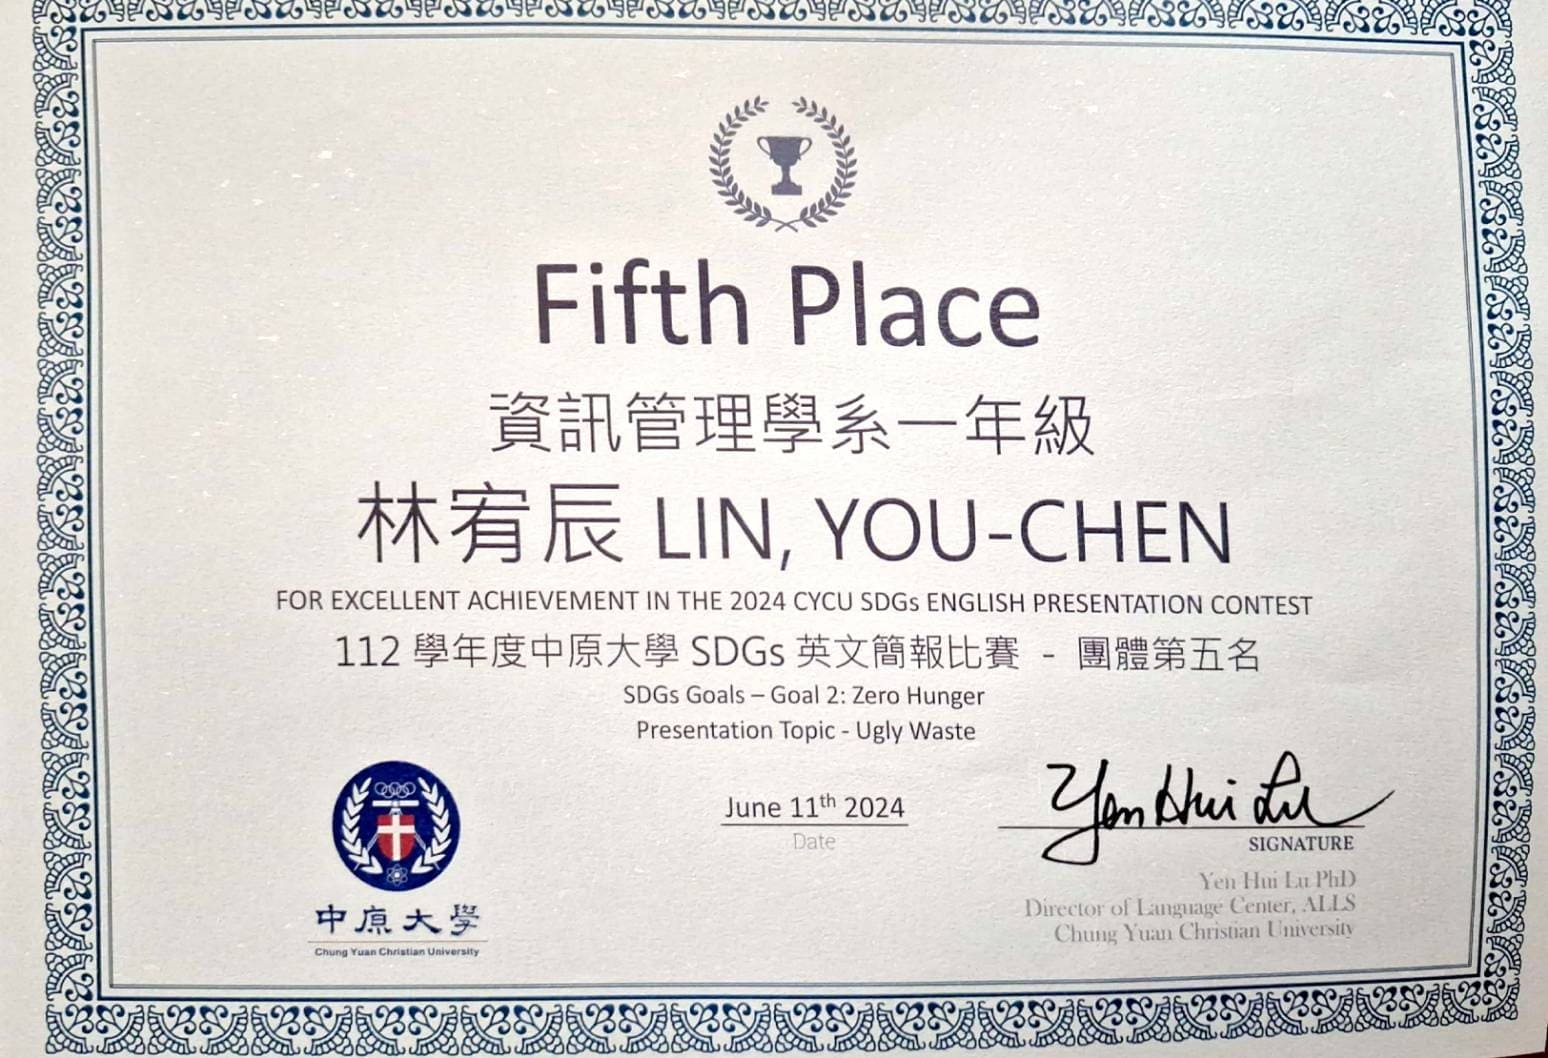 Fifth Place
資訊管理學系一年級
林宥辰 LIN, YOU-CHEN
FOR EXCELLENT ACHIEVEMENT IN THE 2024 CYCU SDGs ENGLISH PRESENTATION CONTEST
112 學年度中原大學 SDGs 英文簡報比賽 - 團體第五名
SDGs Goals – Goal 2: Zero Hunger
Presentation Topic - Ugly Waste
June 11th 2024
Date
Yen Hui Lu
SIGNATURE
Yen Hui Lu PhD
Director of Language Center, ALLS
Chung Yuan Christian University
中原大學
Chung Yuan Christian University